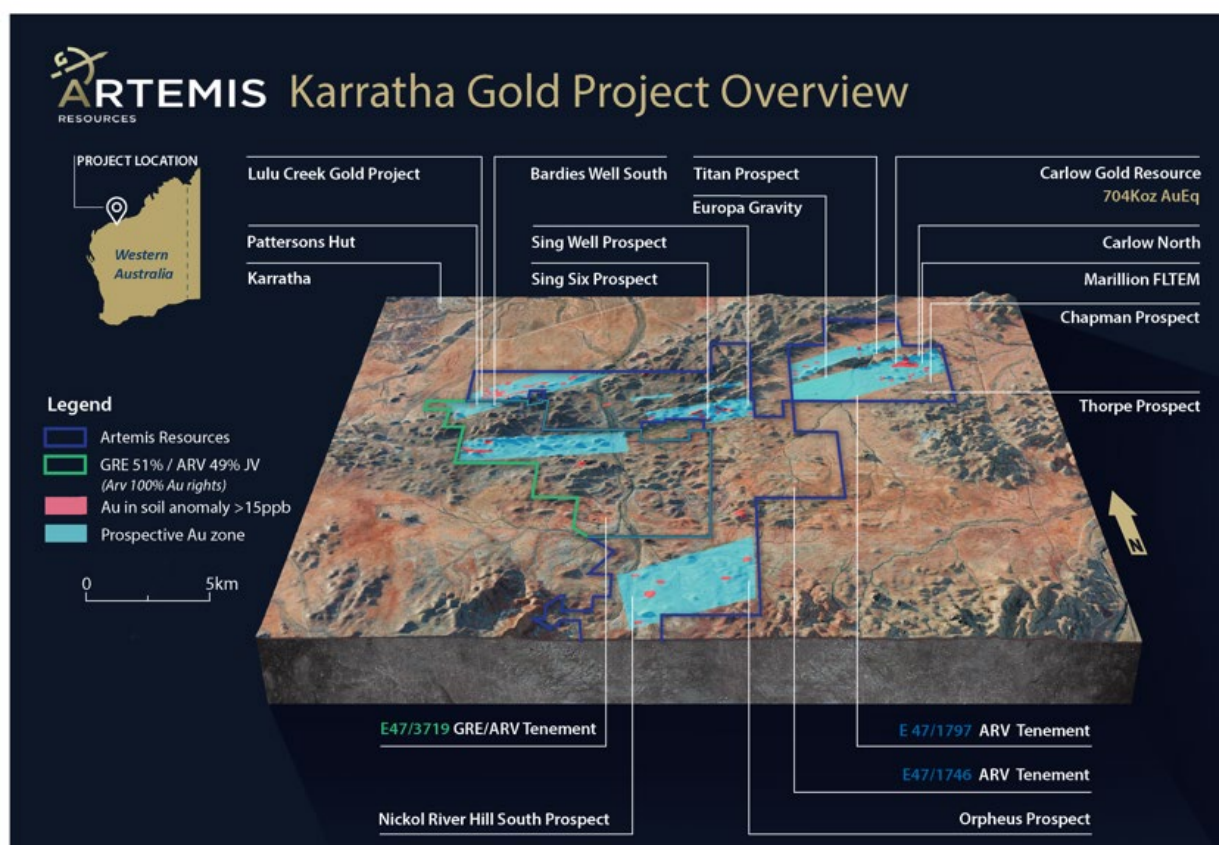 ARTEMIS
RESOURCES
Karratha Gold Project Overview
PROJECT LOCATION
Western
Australia
Lulu Creek Gold Project
Bardies Well South
Titan Prospect
Carlow Gold Resource
704Koz AuEq
Europa Gravity
Pattersons Hut
Sing Well Prospect
Carlow North
Karratha
Sing Six Prospect
Marillion FLTEM
Chapman Prospect
Thorpe Prospect
Legend
Artemis Resources
GRE 51% / ARV 49% JV
(Arv 100% Au rights)
Au in soil anomaly >15ppb
Prospective Au zone
0 5km
N
E47/3719 GRE/ARV Tenement
E 47/1797 ARV Tenement
E47/1746 ARV Tenement
Nickol River Hill South Prospect
Orpheus Prospect